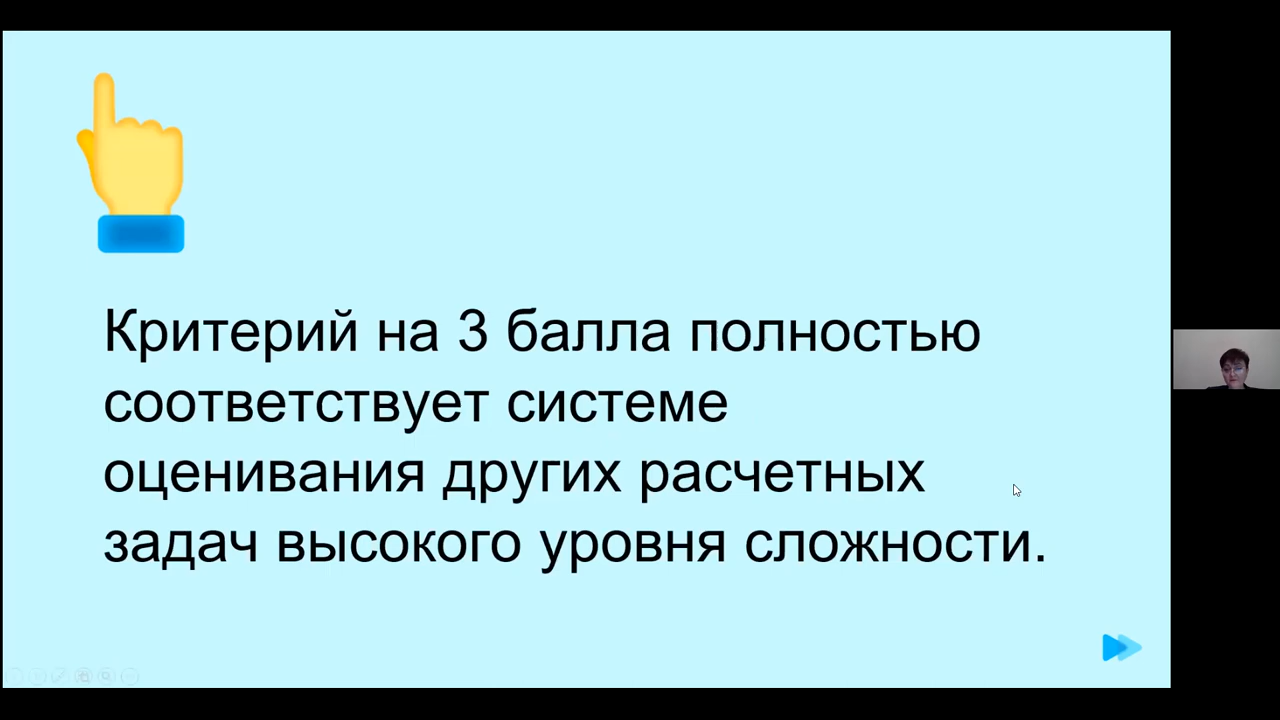 Критерий на 3 балла полностью
соответствует системе
оценивания других расчетных
задач высокого уровня сложности.